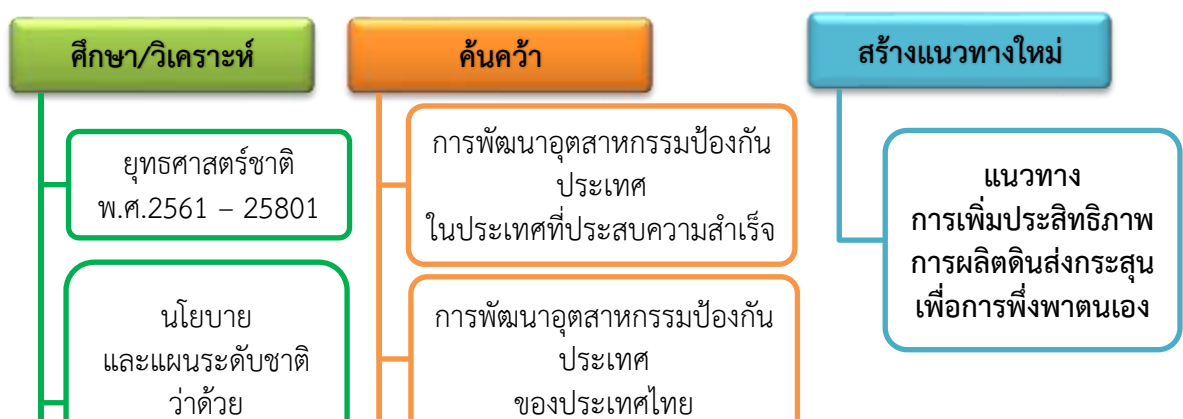 ศึกษา/วิเคราะห์
ยุทธศาสตร์ชาติ
พ.ศ.2561 – 25801
นโยบาย
และแผนระดับชาติ
ว่าด้วย
ค้นคว้า
การพัฒนาอุตสาหกรรมป้องกัน
ประเทศ
ในประเทศที่ประสบความสำเร็จ
การพัฒนาอุตสาหกรรมป้องกัน
ประเทศ
ของประเทศไทย
สร้างแนวทางใหม่
แนวทาง
การเพิ่มประสิทธิภาพ
การผลิตดินส่งกระสุน
เพื่อการพึ่งพาตนเอง